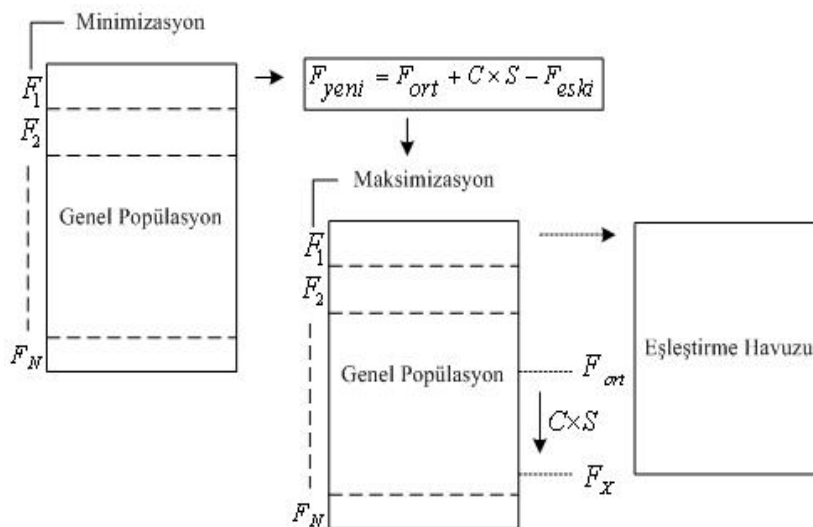 Minimizasyon
F1
F2
Genel Popülasyon
FN
Fyeni = Fort + C × S − Feski
Maksimizasyon
F1
F2
Genel Popülasyon
FN
Fort
C×S
FX
Eşleştirme Havuzu